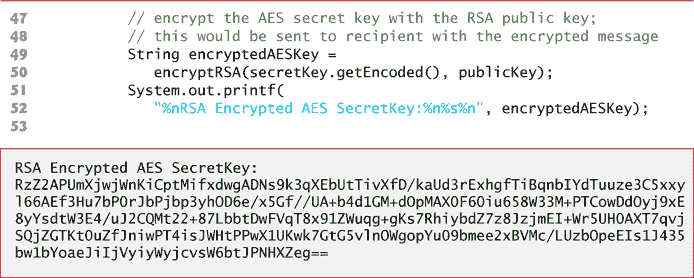 47 // encrypt the AES secret key with the RSA public key;
48 // this would be sent to recipient with the encrypted message
49 String encryptedAESKey =
50 encryptRSA(secretKey.getEncoded(), publicKey);
51 System.out.printf(
52 "%nRSA Encrypted AES SecretKey:%n%s%n", encryptedAESKey);
53
RSA Encrypted AES SecretKey:
RzZ2APUmXjwjWnKiCptMifxdwgADNs9k3qXEbUtTivXfD/kaUd3rExhgfTiBqnbIYdTuuze3C5xxy
l66AEf3Hu7bPOrJbPjbp3yhOD6e/x5Gf//UA+b4d1GM+dOpMAXOF6Oiu658W33M+PTCowDdOyj9xE
8yYsdtW3E4/uJ2CQMt22+87LbbtDwFVqT8x91ZWuqg+gKs7RhiybdZ7z8JzjmEI+Wr5UHOAXT7qvj
SQjZGTKtOuZfJniwPT4isJWHtPPwX1UKwk7GtG5vlnOWgopYuO9bmee2xBVMc/LUzbOpeEIs1J435
bw1bYoaeJiIjVyiyWyjcvsW6btJPNHXZeg==